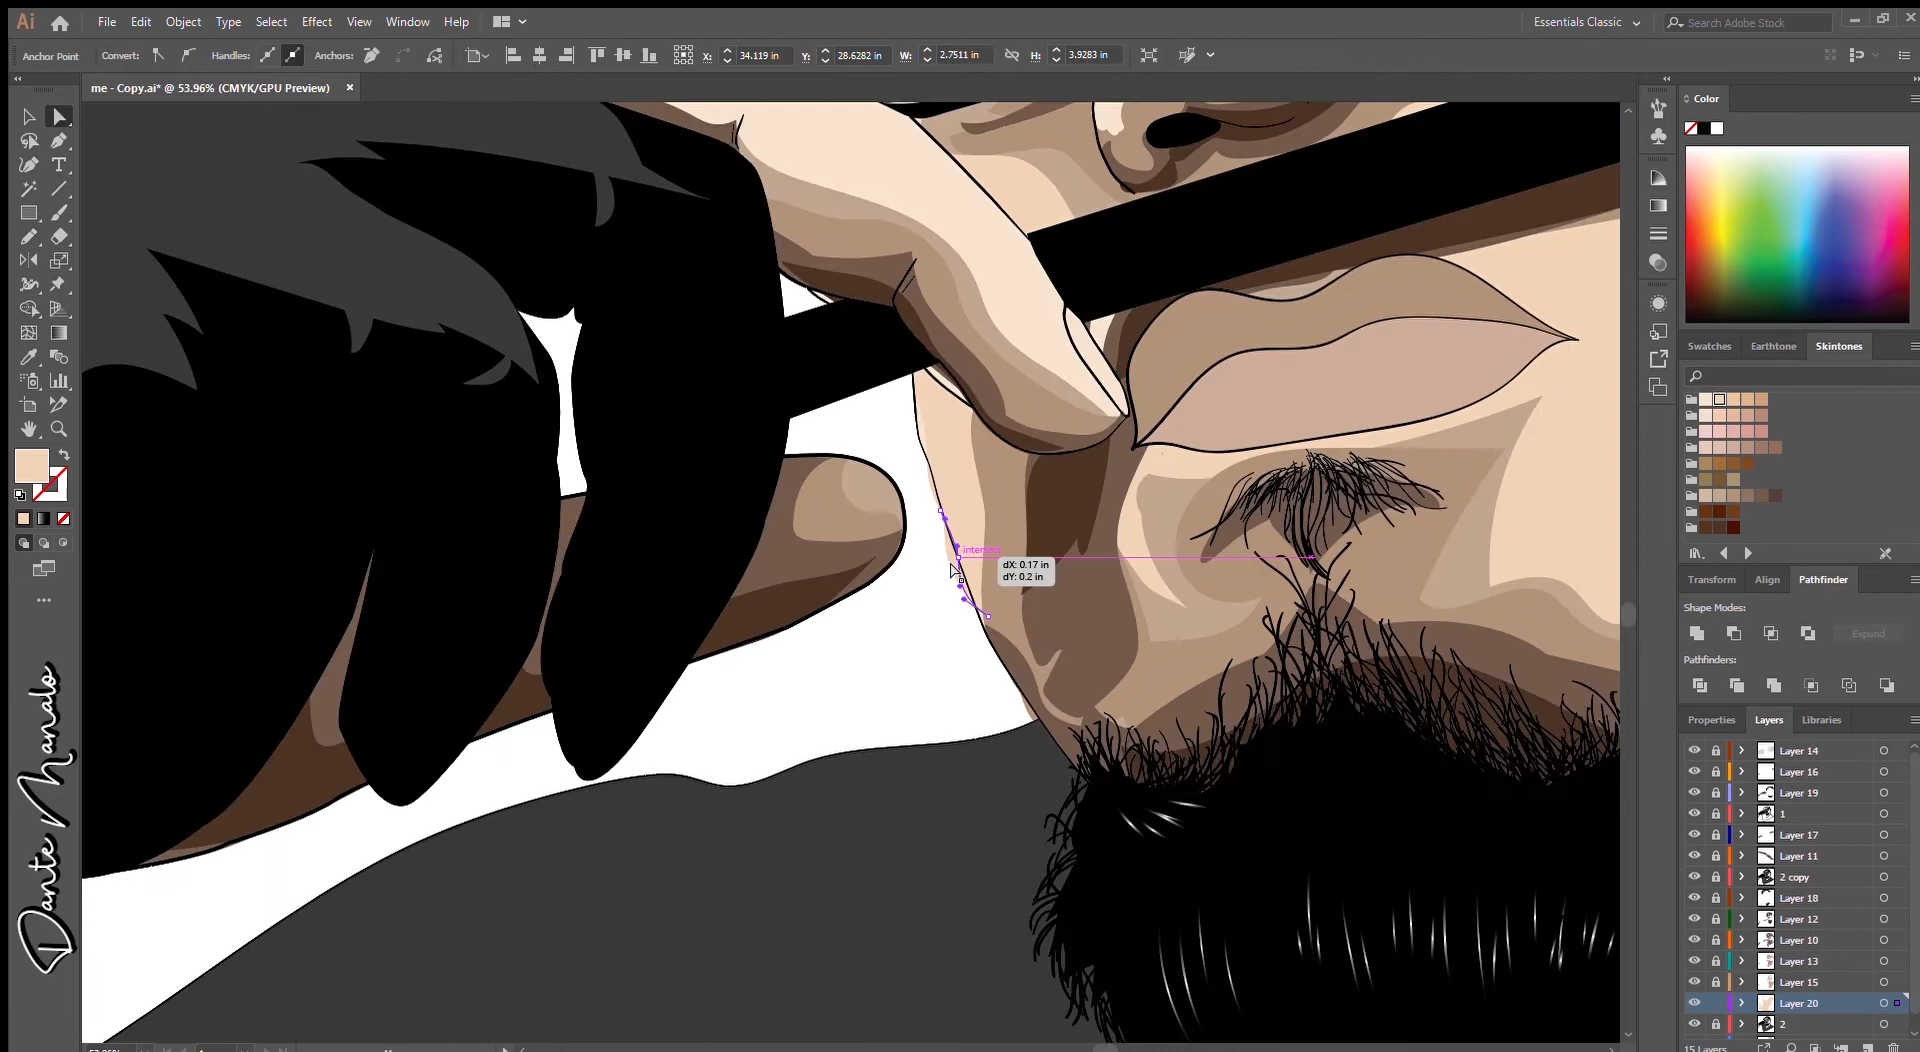 Ai File Edit Object Type Select Effect View Window Help Essentials Classic Search Adobe Stock
Anchor Point Convert: Handles: Anchors: X: 34.119 in Y: 28.6282 in W: 2.7511 in H: 3.9283 in
me - Copy.ai* @ 53.96% (CMYK/GPU Preview) ×
Color
Swatches Earthtone Skintones
intersect
dX: 0.17 in
dY: 0.2 in
Transform Align Pathfinder
Shape Modes:
Expand
Pathfinders:
Properties Layers Libraries
Layer 14
Layer 16
Layer 19
1
Layer 17
Layer 11
2 copy
Layer 18
Layer 12
Layer 10
Layer 13
Layer 15
Layer 20
2
15 Layers
Dante Manalo
53.96%